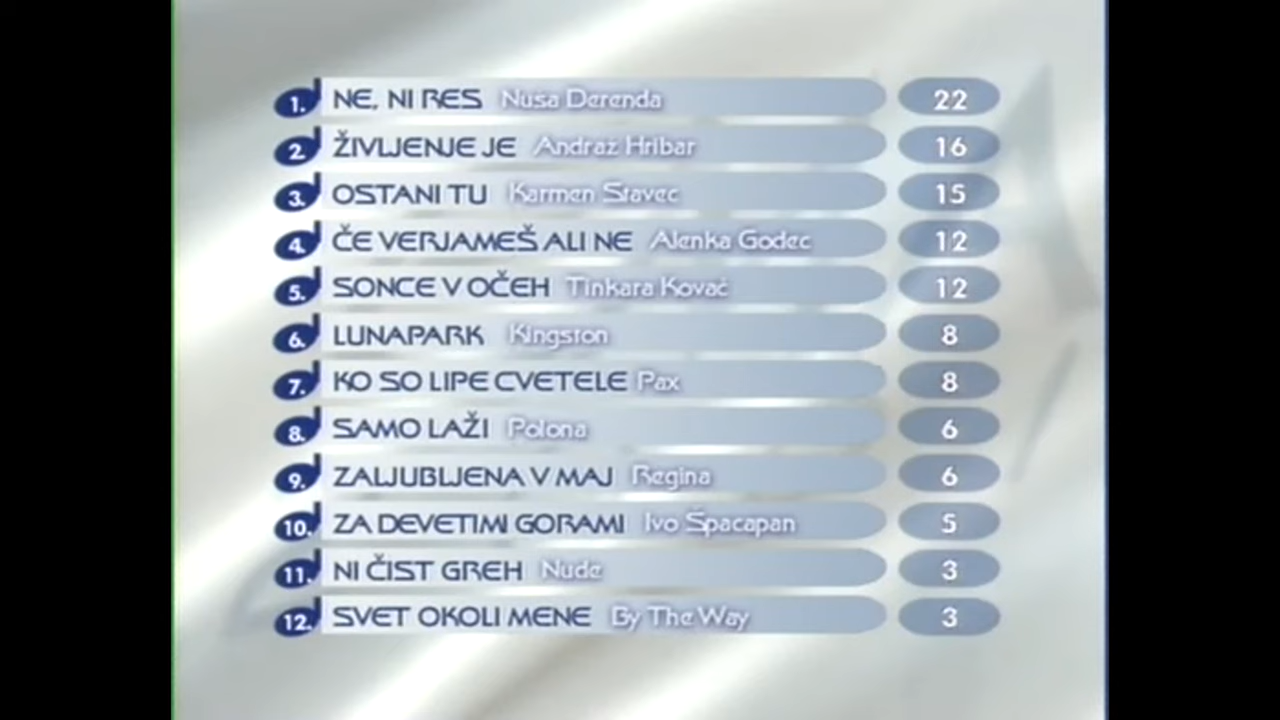 1. NE, NI RES Nuša Derenda 22
2. ŽIVLJENJE JE Andraž Hribar 16
3. OSTANI TU Karmen Stavec 15
4. ČE VERJAMEŠ ALI NE Alenka Godec 12
5. SONCE V OČEH Tinkara Kovač 12
6. LUNAPARK Kingston 8
7. KO SO LIPE CVETELE Pax 8
8. SAMO LAŽI Polona 6
9. ZALJUBLJENA V MAJ Regina 6
10. ZA DEVETIMI GORAMI Ivo Špacapan 5
11. NI ČIST GREH Nude 3
12. SVET OKOLI MENE By The Way 3